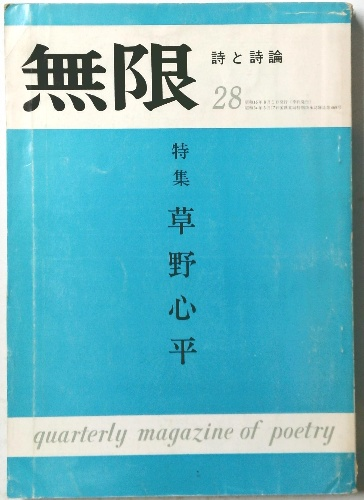 無限
詩と詩論
28
特集
草野心平
quarterly magazine of poetry